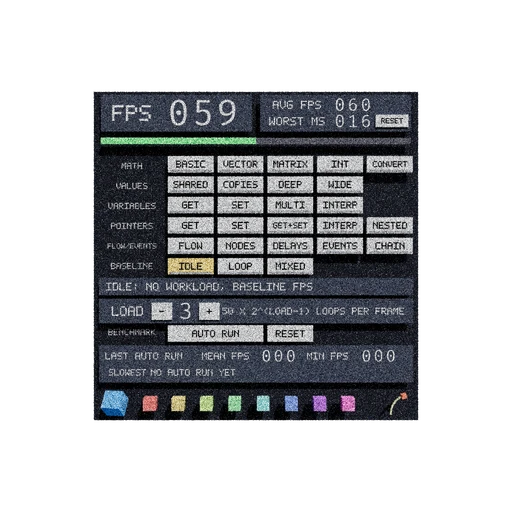 FPS 059
AVG FPS 060
WORST MS 016 RESET
MATH BASIC VECTOR MATRIX INT CONVERT
VALUES SHARED COPIES DEEP WIDE
VARIABLES GET SET MULTI INTERP
POINTERS GET SET GET+SET INTERP NESTED
FLOW/EVENTS FLOW NODES DELAYS EVENTS CHAIN
BASELINE IDLE LOOP MIXED
IDLE: NO WORKLOAD, BASELINE FPS
LOAD - 3 + 50 X 2^(LOAD-1) LOOPS PER FRAME
BENCHMARK AUTO RUN RESET
LAST AUTO RUN MEAN FPS 000 MIN FPS 000
SLOWEST NO AUTO RUN YET